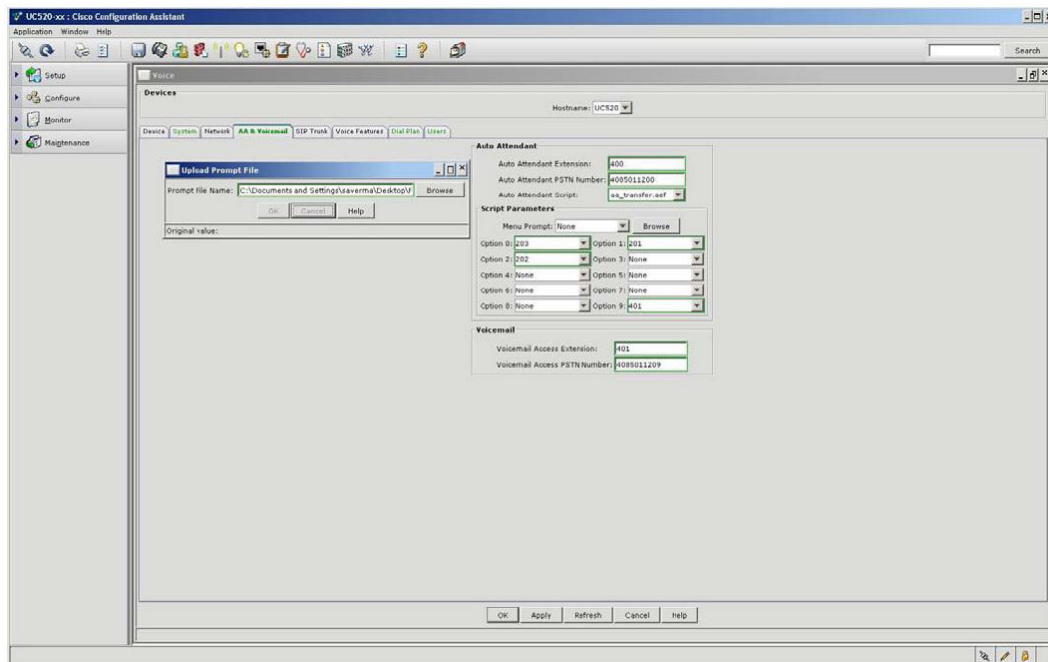 UC520-xx : Cisco Configuration Assistant
Application Window Help
Search
Setup
Configure
Monitor
Maintenance
Voice
Devices
Hostname: UC520
Device System Network AA & Voicemail SIP Trunk Voice Features Dial Plan Users
Upload Prompt File
Prompt File Name: C:\Documents and Settings\saverma\Desktop\ Browse
OK Cancel Help
Original value:
Auto Attendant
Auto Attendant Extension: 400
Auto Attendant PSTN Number: 4085011200
Auto Attendant Script: aa_transfer.aef
Script Parameters
Menu Prompt: None Browse
Option 0: 203 Option 1: 201
Option 2: 202 Option 3: None
Option 4: None Option 5: None
Option 6: None Option 7: None
Option 8: None Option 9: 401
Voicemail
Voicemail Access Extension: 401
Voicemail Access PSTN Number: 4085011209
OK Apply Refresh Cancel Help